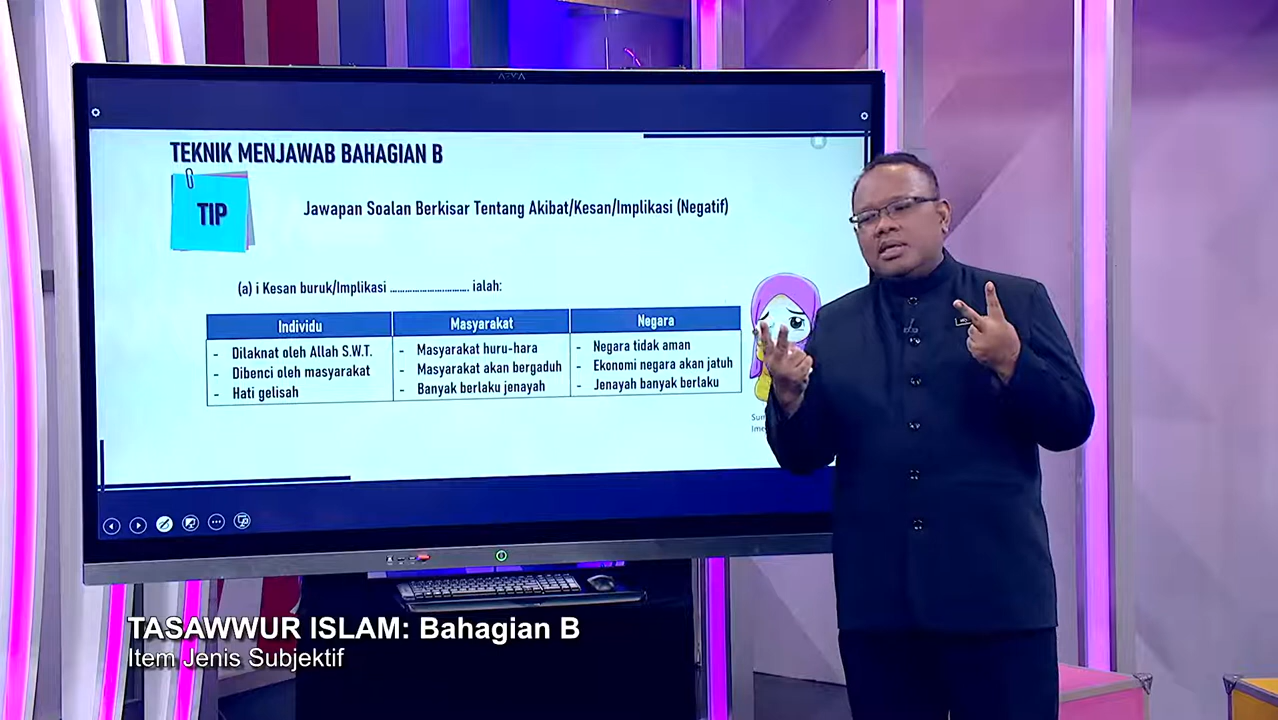 TEKNIK MENJAWAB BAHAGIAN B
TIP
Jawapan Soalan Berkisar Tentang Akibat/Kesan/Implikasi (Negatif)
(a) i Kesan buruk/Implikasi ............................ ialah:
Individu
- Dilaknat oleh Allah S.W.T.
- Dibenci oleh masyarakat
- Hati gelisah
Masyarakat
- Masyarakat huru-hara
- Masyarakat akan bergaduh
- Banyak berlaku jenayah
Negara
- Negara tidak aman
- Ekonomi negara akan jatuh
- Jenayah banyak berlaku
TASAWWUR ISLAM: Bahagian B
Item Jenis Subjektif